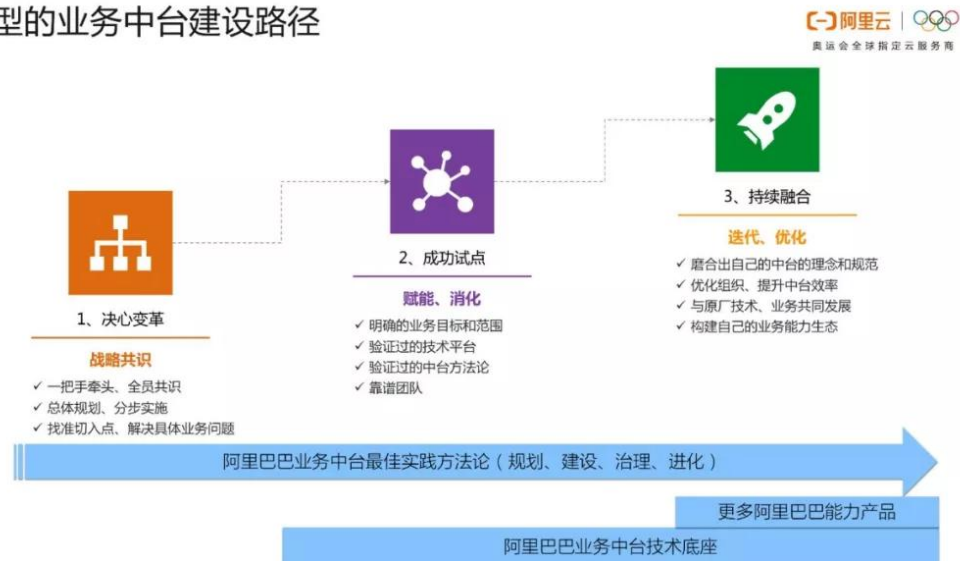 型的业务中台建设路径
阿里云
奥运会全球指定云服务商
3、持续融合
迭代、优化
✓ 磨合出自己的中台的理念和规范
✓ 优化组织、提升中台效率
✓ 与原厂技术、业务共同发展
✓ 构建自己的业务能力生态
2、成功试点
赋能、消化
✓ 明确的业务目标和范围
✓ 验证过的技术平台
✓ 验证过的中台方法论
✓ 靠谱团队
1、决心变革
战略共识
✓ 一把手牵头、全员共识
✓ 总体规划、分步实施
✓ 找准切入点、解决具体业务问题
阿里巴巴业务中台最佳实践方法论（规划、建设、治理、进化）
更多阿里巴巴能力产品
阿里巴巴业务中台技术底座